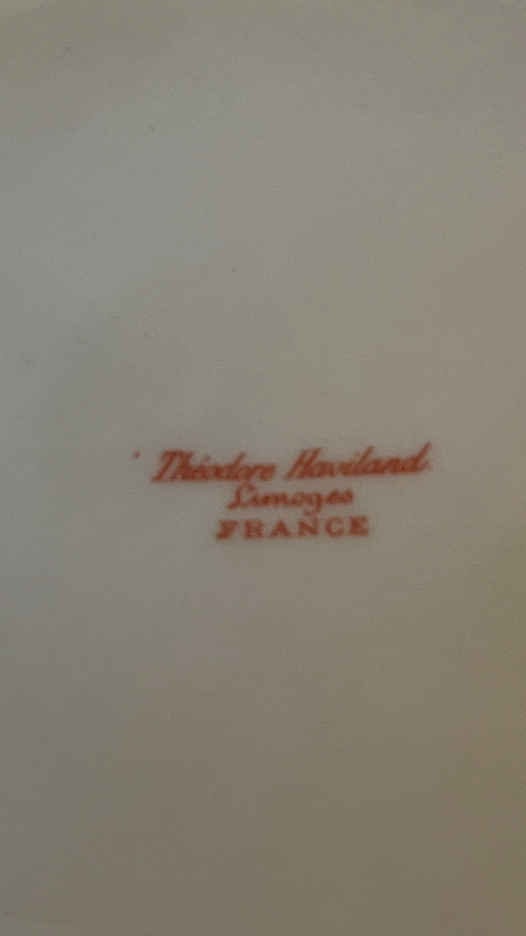 Théodore Haviland
Limoges
FRANCE